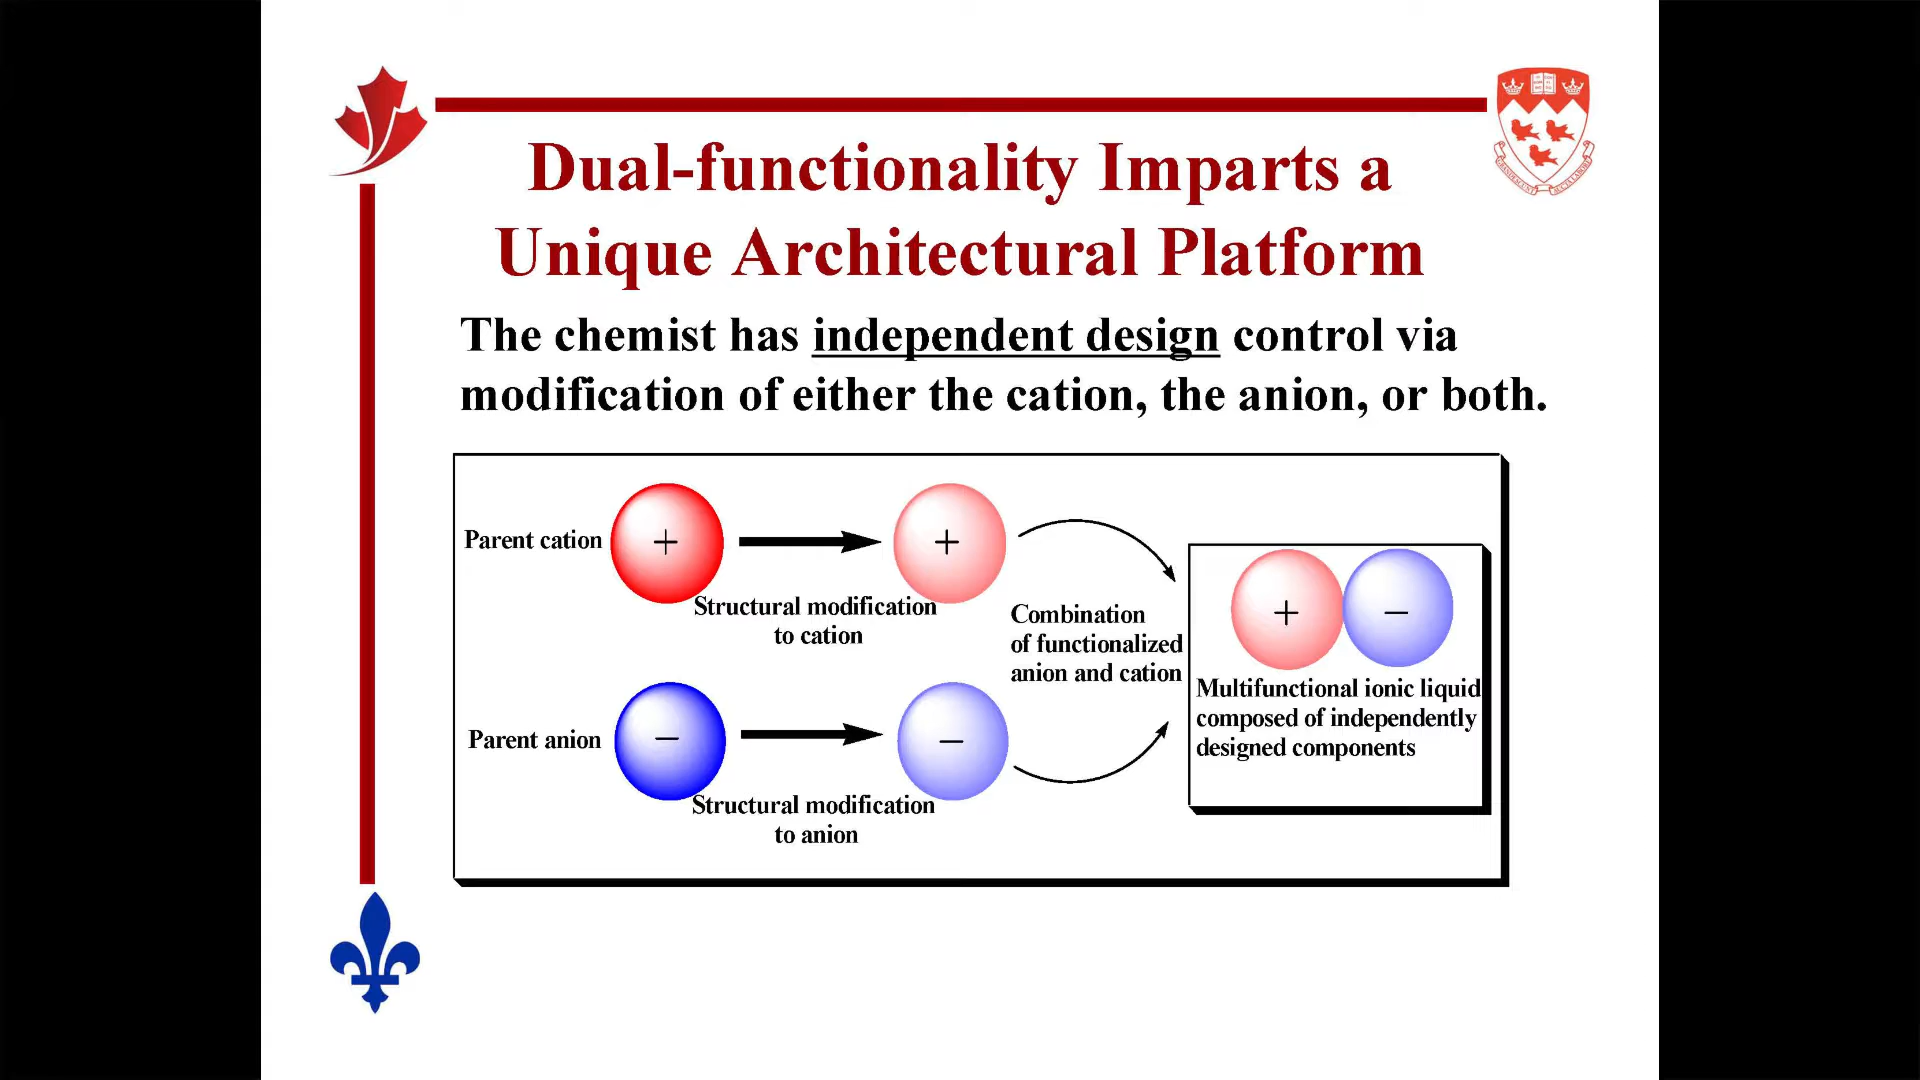 Dual-functionality Imparts a
Unique Architectural Platform
The chemist has independent design control via
modification of either the cation, the anion, or both.
Parent cation
+
+
Structural modification
to cation
Parent anion
−
−
Structural modification
to anion
Combination
of functionalized
anion and cation
+ −
Multifunctional ionic liquid
composed of independently
designed components